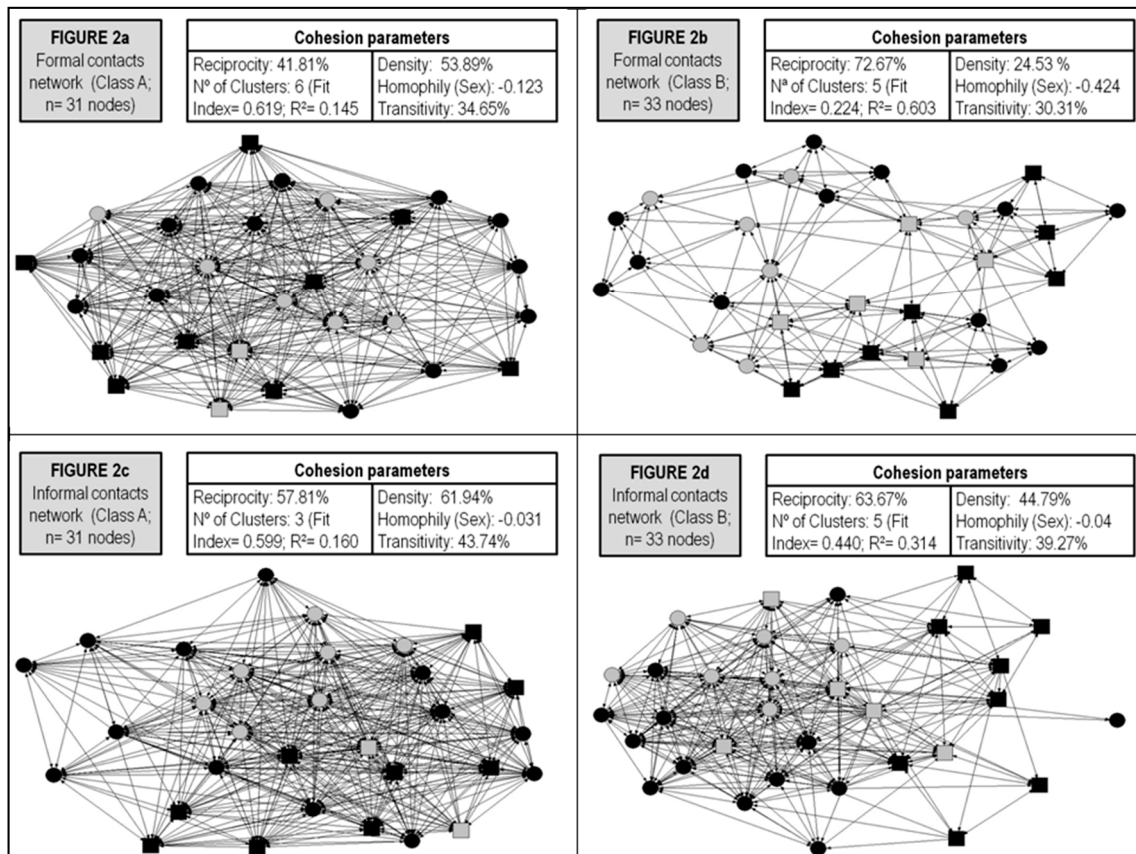 FIGURE 2a
Formal contacts
network (Class A;
n= 31 nodes)
Cohesion parameters
Reciprocity: 41.81%
Nº of Clusters: 6 (Fit
Index= 0.619; R²= 0.145
Density: 53.89%
Homophily (Sex): -0.123
Transitivity: 34.65%
FIGURE 2b
Formal contacts
network (Class B;
n= 33 nodes)
Cohesion parameters
Reciprocity: 72.67%
Nª of Clusters: 5 (Fit
Index= 0.224; R²= 0.603
Density: 24.53 %
Homophily (Sex): -0.424
Transitivity: 30.31%
FIGURE 2c
Informal contacts
network (Class A;
n= 31 nodes)
Cohesion parameters
Reciprocity: 57.81%
Nº of Clusters: 3 (Fit
Index= 0.599; R²= 0.160
Density: 61.94%
Homophily (Sex): -0.031
Transitivity: 43.74%
FIGURE 2d
Informal contacts
network (Class B;
n= 33 nodes)
Cohesion parameters
Reciprocity: 63.67%
Nº of Clusters: 5 (Fit
Index= 0.440; R²= 0.314
Density: 44.79%
Homophily (Sex): -0.04
Transitivity: 39.27%